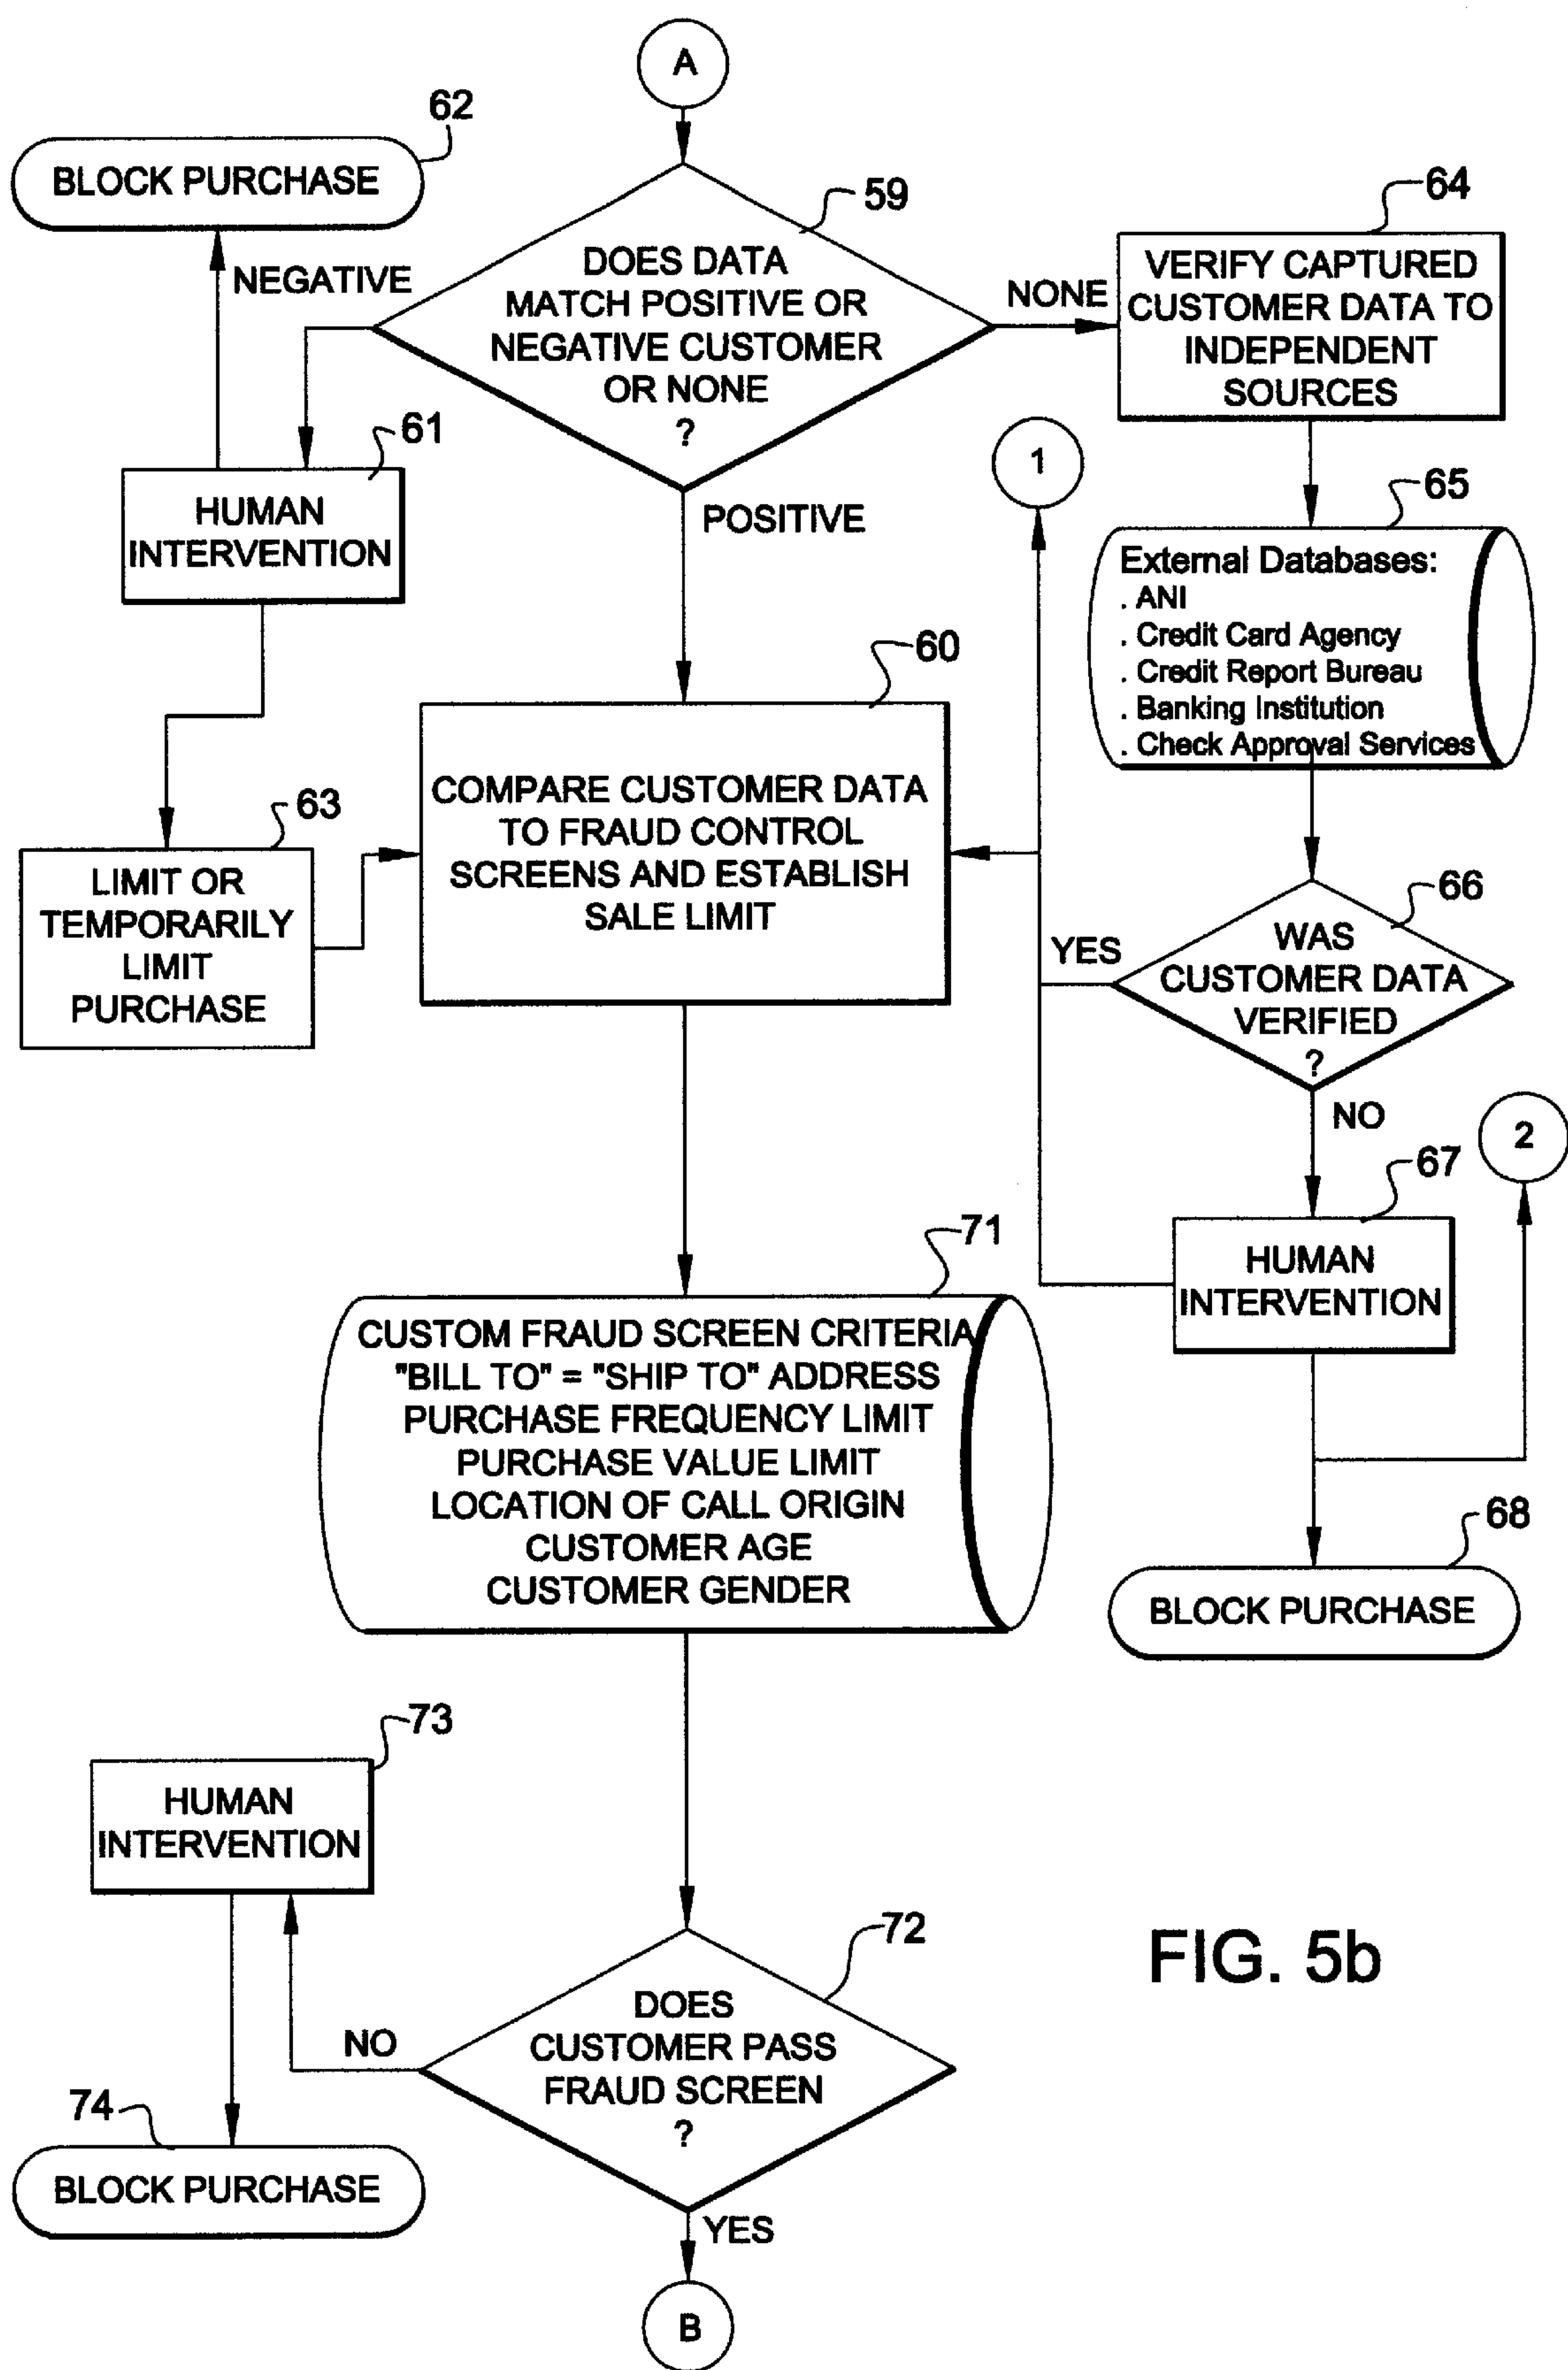 A
62
BLOCK PURCHASE
59
64
NEGATIVE
DOES DATA
MATCH POSITIVE OR
NEGATIVE CUSTOMER
OR NONE
?
NONE
VERIFY CAPTURED
CUSTOMER DATA TO
INDEPENDENT
SOURCES
61
HUMAN
INTERVENTION
POSITIVE
1
65
External Databases:
. ANI
. Credit Card Agency
. Credit Report Bureau
. Banking Institution
. Check Approval Services
60
COMPARE CUSTOMER DATA
TO FRAUD CONTROL
SCREENS AND ESTABLISH
SALE LIMIT
63
LIMIT OR
TEMPORARILY
LIMIT
PURCHASE
66
YES
WAS
CUSTOMER DATA
VERIFIED
?
NO
2
67
HUMAN
INTERVENTION
71
CUSTOM FRAUD SCREEN CRITERIA
"BILL TO" = "SHIP TO" ADDRESS
PURCHASE FREQUENCY LIMIT
PURCHASE VALUE LIMIT
LOCATION OF CALL ORIGIN
CUSTOMER AGE
CUSTOMER GENDER
68
BLOCK PURCHASE
73
HUMAN
INTERVENTION
72
DOES
CUSTOMER PASS
FRAUD SCREEN
?
NO
74
BLOCK PURCHASE
YES
B
FIG. 5b